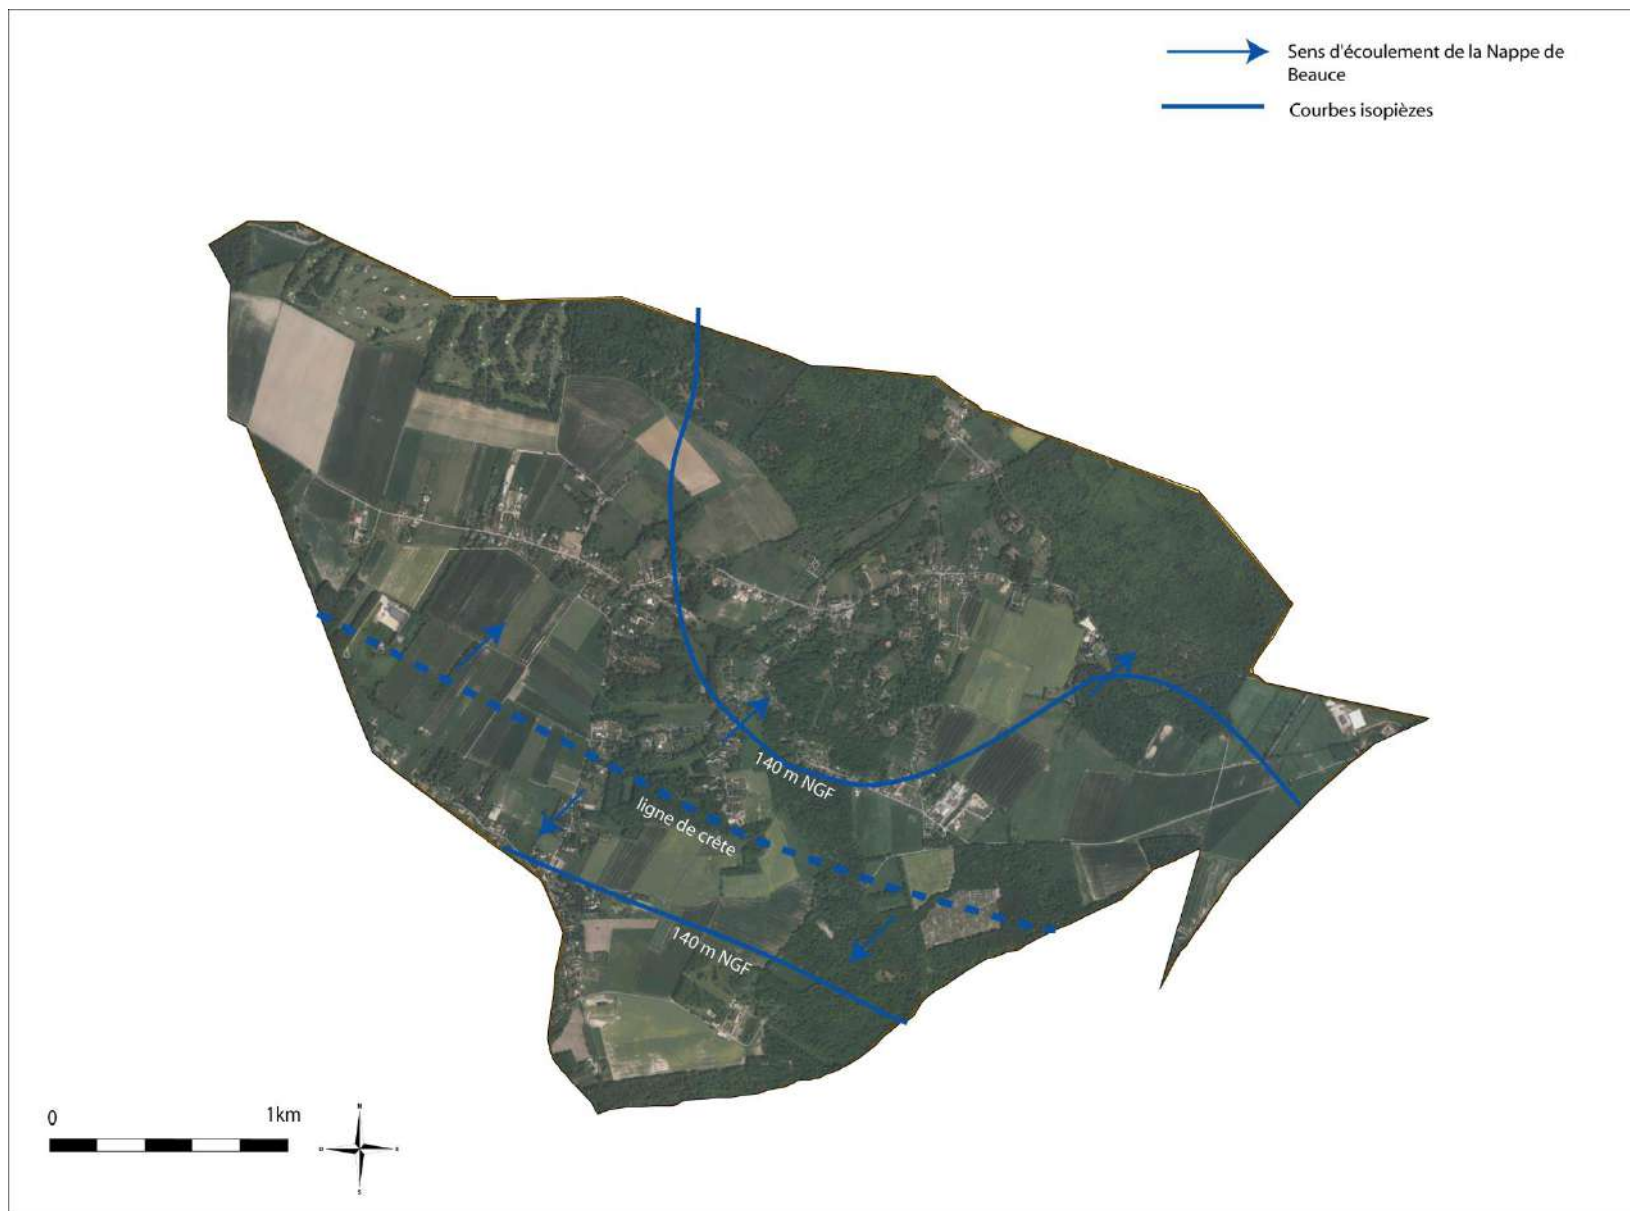 Sens d'écoulement de la Nappe de
Beauce
Courbes isopièzes
140 m NGF
ligne de crête
140 m NGF
0 1km
N
O E
S